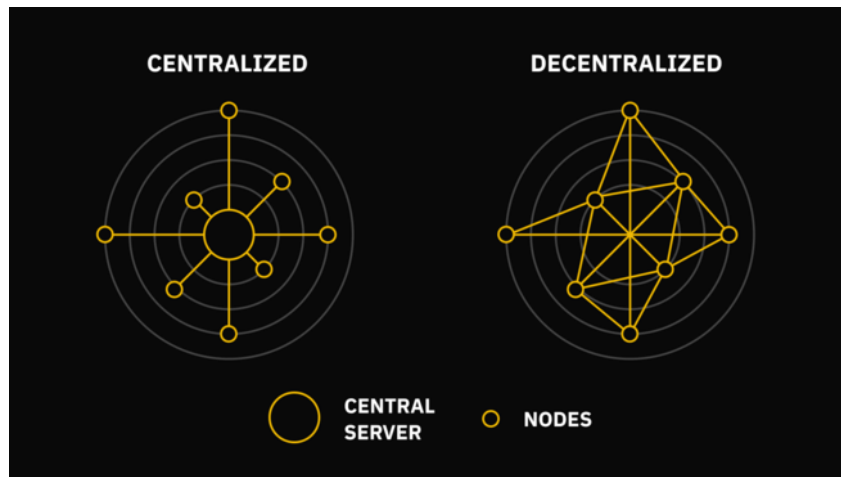 CENTRALIZED
DECENTRALIZED
CENTRAL
SERVER
NODES